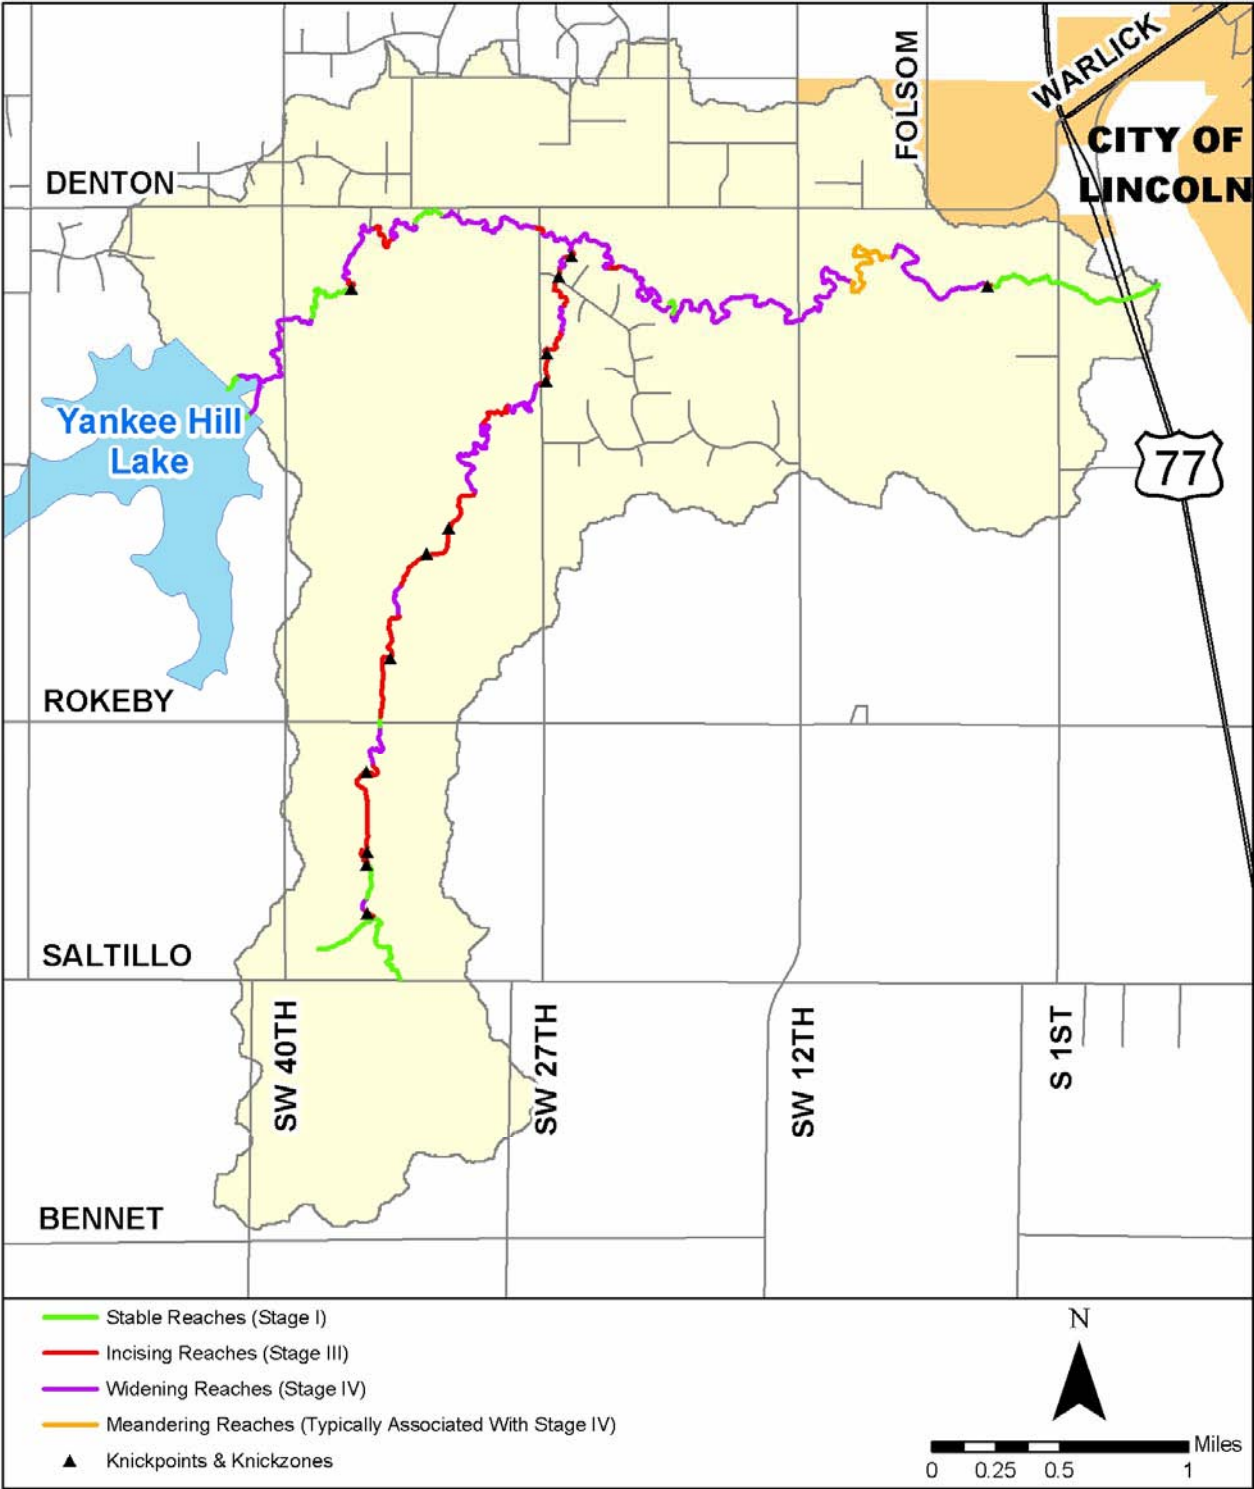 WARLICK
FOLSOM
CITY OF
LINCOLN
DENTON
Yankee Hill
Lake
77
ROKEBY
SALTILLO
SW 40TH
SW 27TH
SW 12TH
S 1ST
BENNET
Stable Reaches (Stage I)
Incising Reaches (Stage III)
Widening Reaches (Stage IV)
Meandering Reaches (Typically Associated With Stage IV)
Knickpoints & Knickzones
N
Miles
0 0.25 0.5 1